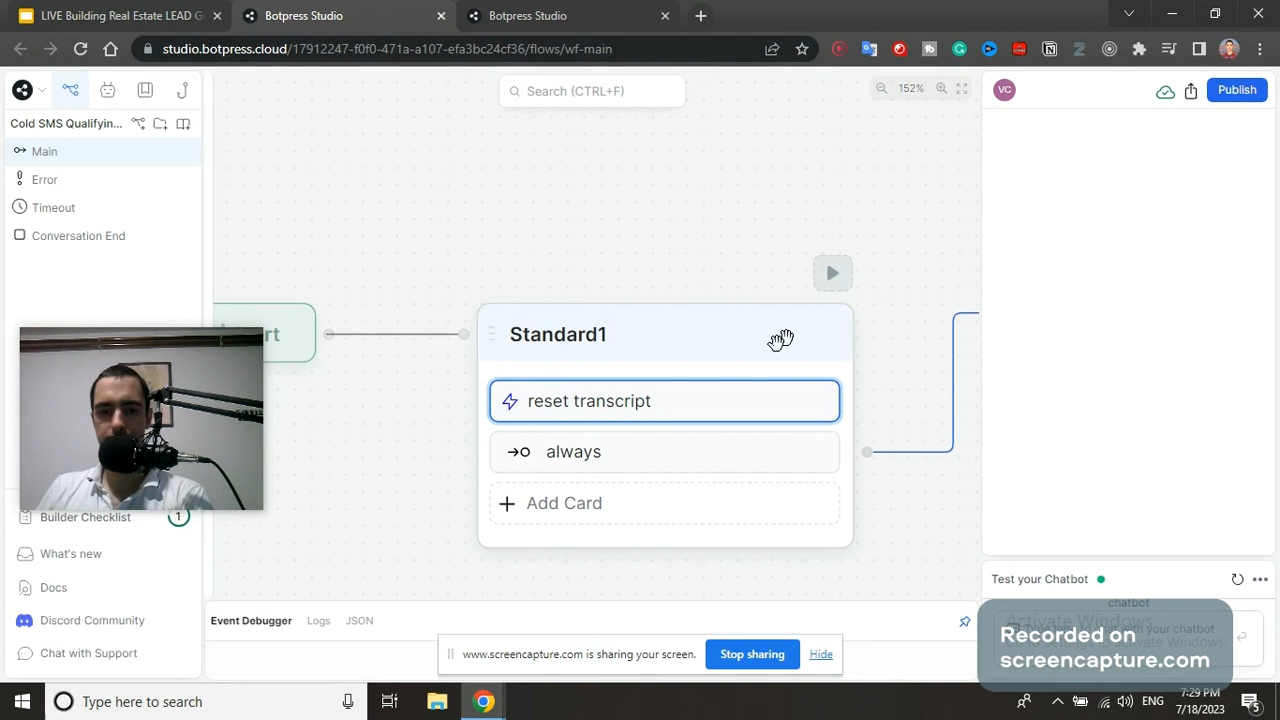 LIVE Building Real Estate LEAD G
Botpress Studio
Botpress Studio
studio.botpress.cloud/17912247-f0f0-471a-a107-efa3bc24cf36/flows/wf-main
Search (CTRL+F)
152%
VC
Publish
Cold SMS Qualifyin...
Main
Error
Timeout
Conversation End
Standard1
reset transcript
always
Add Card
Builder Checklist
1
What's new
Docs
Discord Community
Chat with Support
Event Debugger
Logs
JSON
Test your Chatbot
chatbot
Activate Windows
Recorded on
screencapture.com
www.screencapture.com is sharing your screen.
Stop sharing
Hide
Type here to search
ENG
7:29 PM
7/18/2023
5